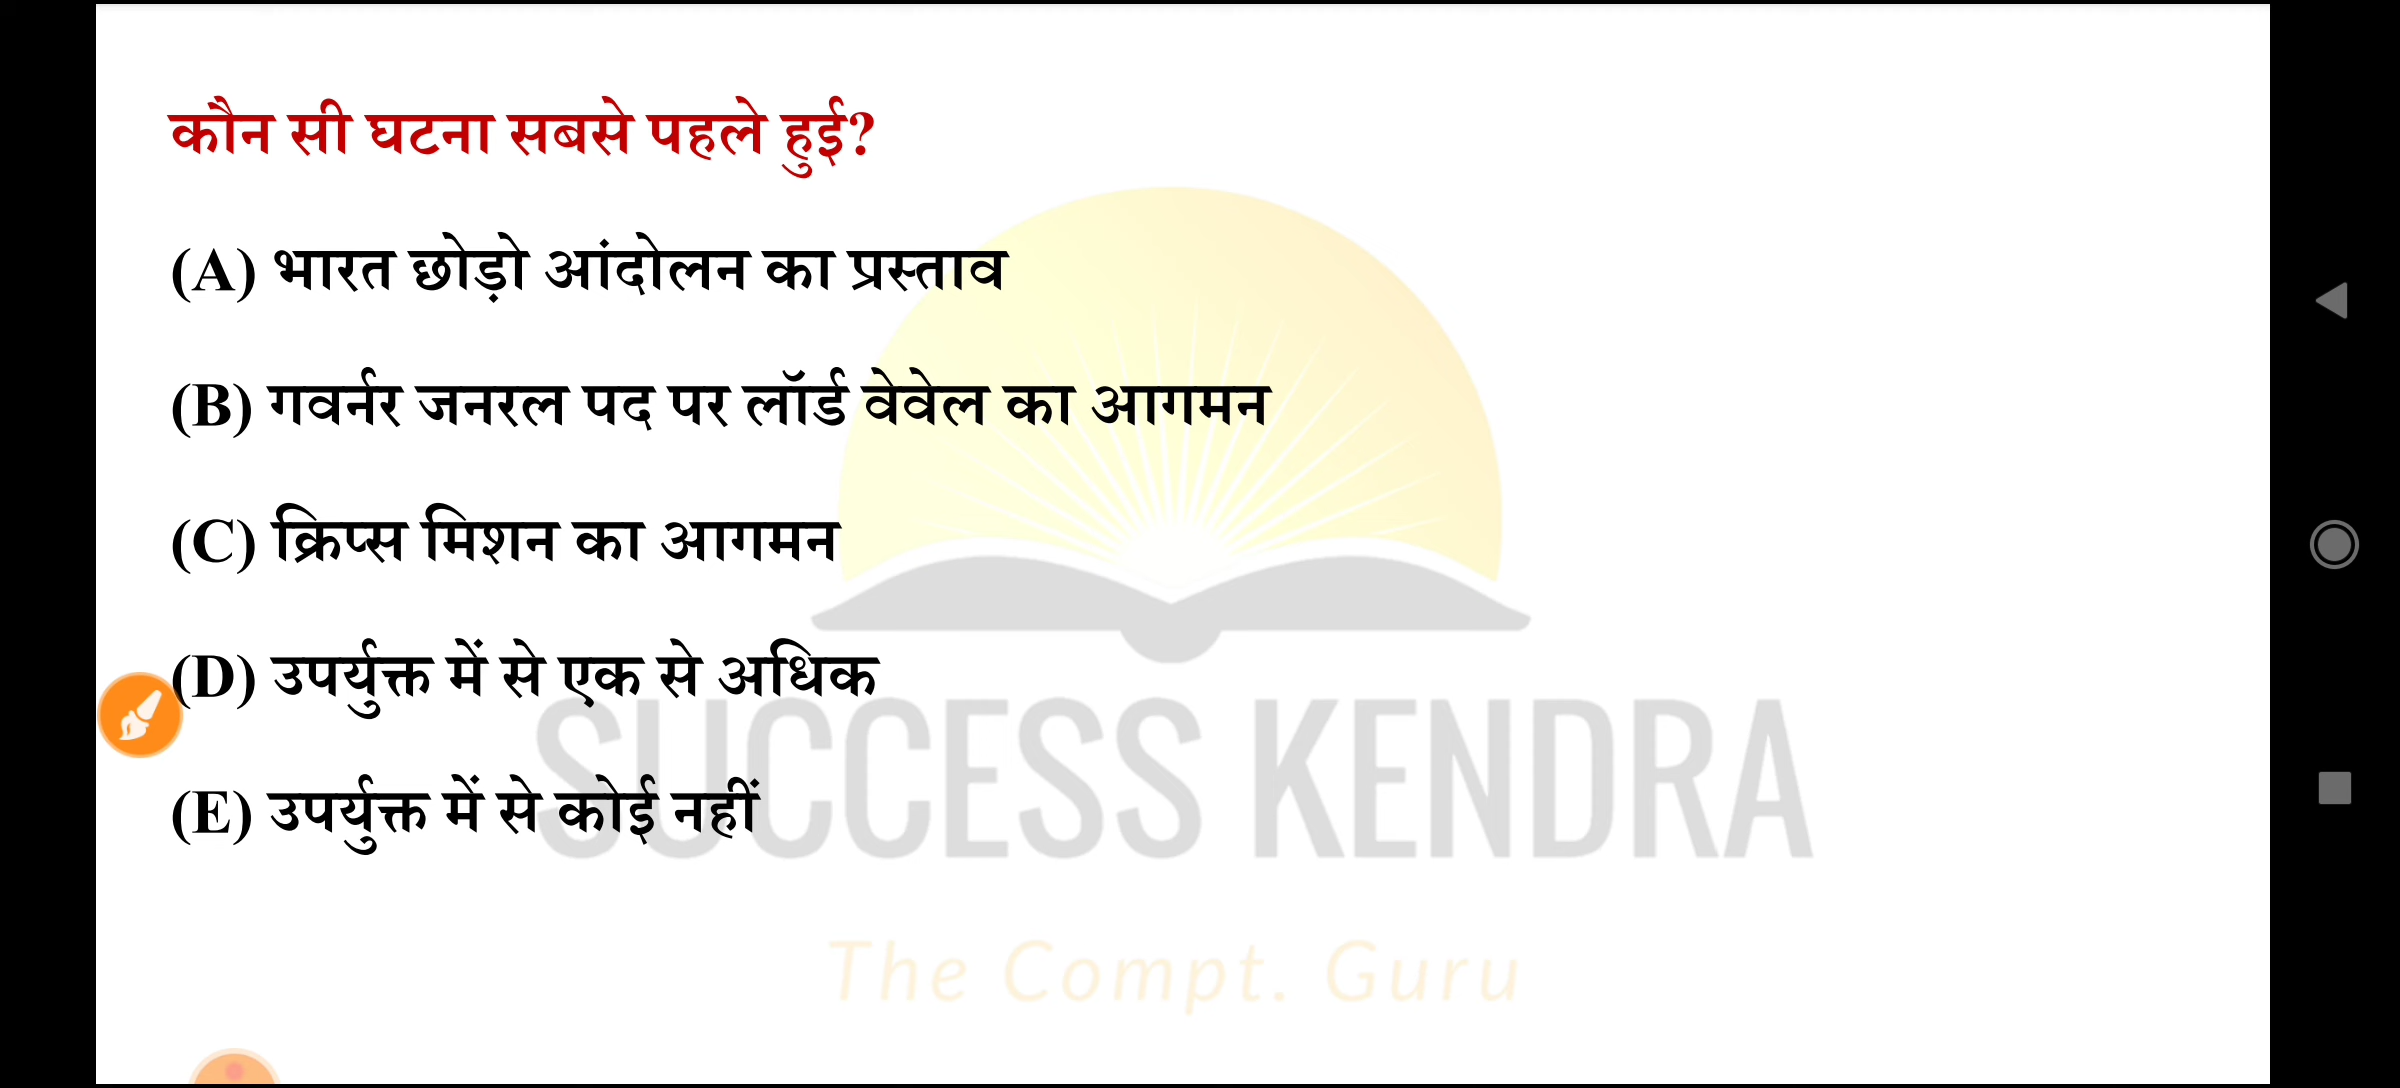 कौन सी घटना सबसे पहले हुई?
(A) भारत छोड़ो आंदोलन का प्रस्ताव
(B) गवर्नर जनरल पद पर लॉर्ड वेवेल का आगमन
(C) क्रिप्स मिशन का आगमन
(D) उपर्युक्त में से एक से अधिक
(E) उपर्युक्त में से कोई नहीं
SUCCESS KENDRA
The Compt. Guru